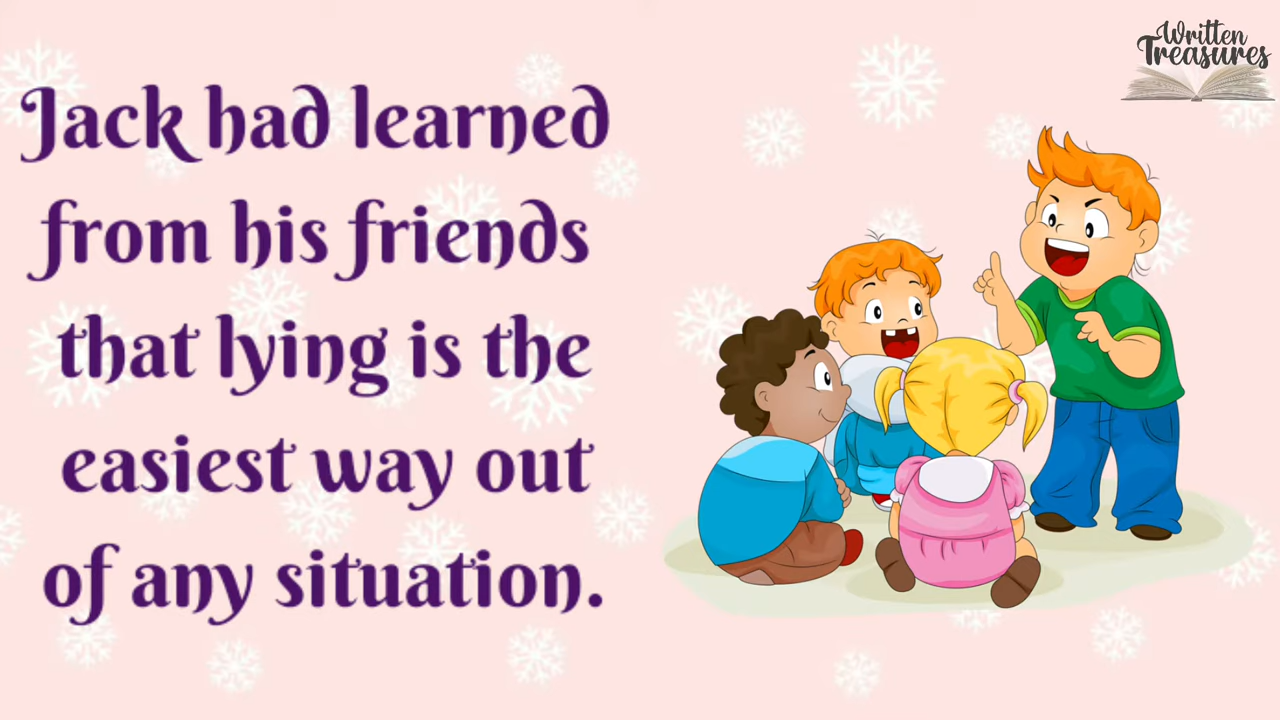 Jack had learned
from his friends
that lying is the
easiest way out
of any situation.
Written
Treasures